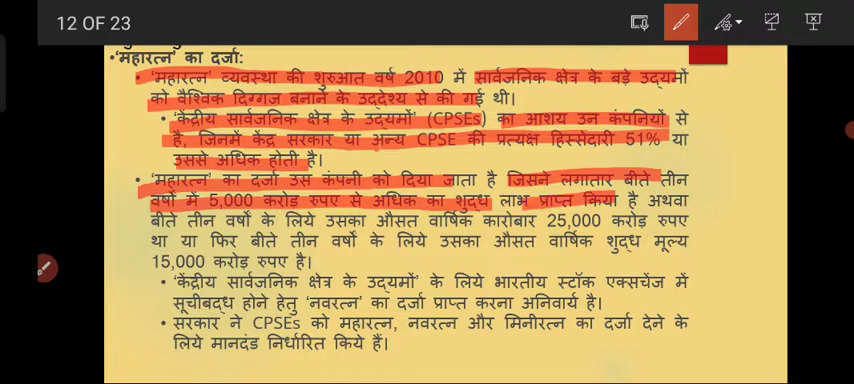 12 OF 23
'महारत्न' का दर्जा:
'महारत्न' व्यवस्था की शुरुआत वर्ष 2010 में सार्वजनिक क्षेत्र के बड़े उद्यमों
को वैश्विक दिग्गज बनाने के उद्देश्य से की गई थी।
'केंद्रीय सार्वजनिक क्षेत्र के उद्यमों' (CPSEs) का आशय उन कंपनियों से
है, जिनमें केंद्र सरकार या अन्य CPSE की प्रत्यक्ष हिस्सेदारी 51% या
उससे अधिक होती है।
'महारत्न' का दर्जा उस कंपनी को दिया जाता है जिसने लगातार बीते तीन
वर्षों में 5,000 करोड़ रुपए से अधिक का शुद्ध लाभ प्राप्त किया है अथवा
बीते तीन वर्षों के लिये उसका औसत वार्षिक कारोबार 25,000 करोड़ रुपए
था या फिर बीते तीन वर्षों के लिये उसका औसत वार्षिक शुद्ध मूल्य
15,000 करोड़ रुपए है।
'केंद्रीय सार्वजनिक क्षेत्र के उद्यमों' के लिये भारतीय स्टॉक एक्सचेंज में
सूचीबद्ध होने हेतु 'नवरत्न' का दर्जा प्राप्त करना अनिवार्य है।
सरकार ने CPSEs को महारत्न, नवरत्न और मिनीरत्न का दर्जा देने के
लिये मानदंड निर्धारित किये हैं।